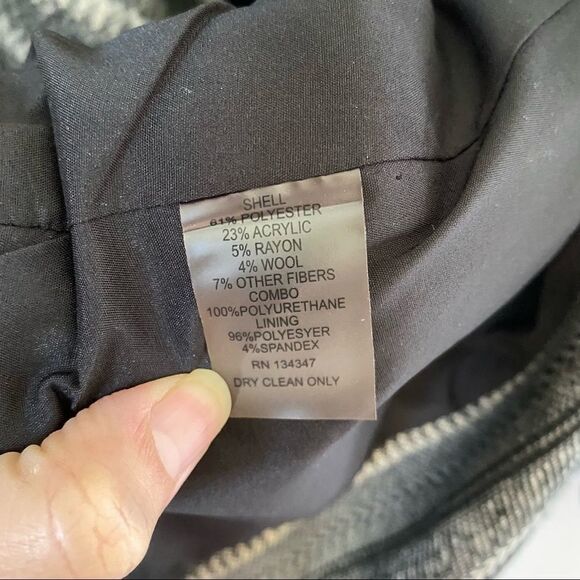 SHELL
61% POLYESTER
23% ACRYLIC
5% RAYON
4% WOOL
7% OTHER FIBERS
COMBO
100%POLYURETHANE
LINING
96%POLYESYER
4%SPANDEX
RN 134347
DRY CLEAN ONLY